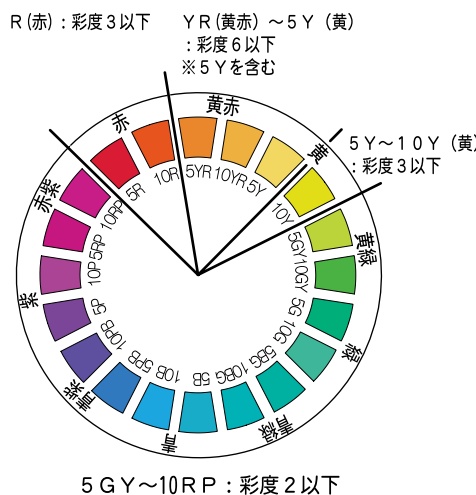 R(赤):彩度3以下
YR(黄赤)～5Y(黄)
:彩度6以下
※5Yを含む
5Y～10Y(黄)
:彩度3以下
赤
黄赤
黄
黄緑
緑
青緑
青
青紫
紫
赤紫
5R
10R
5YR
10YR
5Y
10Y
5GY
10GY
5G
10G
5BG
10BG
5B
10B
5PB
10PB
5P
10P
5RP
10RP
5GY～10RP:彩度2以下